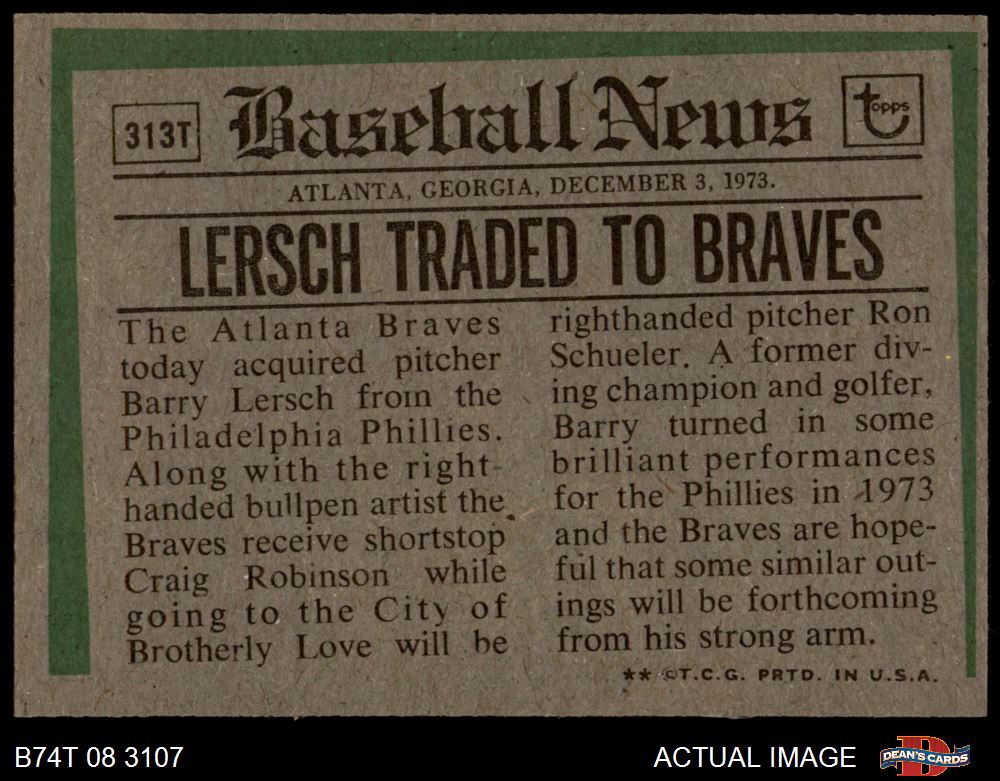 313T
Baseball News
topps
ATLANTA, GEORGIA, DECEMBER 3, 1973.
LERSCH TRADED TO BRAVES
The Atlanta Braves
today acquired pitcher
Barry Lersch from the
Philadelphia Phillies.
Along with the right-
handed bullpen artist the
Braves receive shortstop
Craig Robinson while
going to the City of
Brotherly Love will be
righthanded pitcher Ron
Schueler. A former div-
ing champion and golfer,
Barry turned in some
brilliant performances
for the Phillies in 1973
and the Braves are hope-
ful that some similar out-
ings will be forthcoming
from his strong arm.
** ©T.C.G. PRTD. IN U.S.A.
B74T 08 3107
ACTUAL IMAGE
D
DEAN'S CARDS